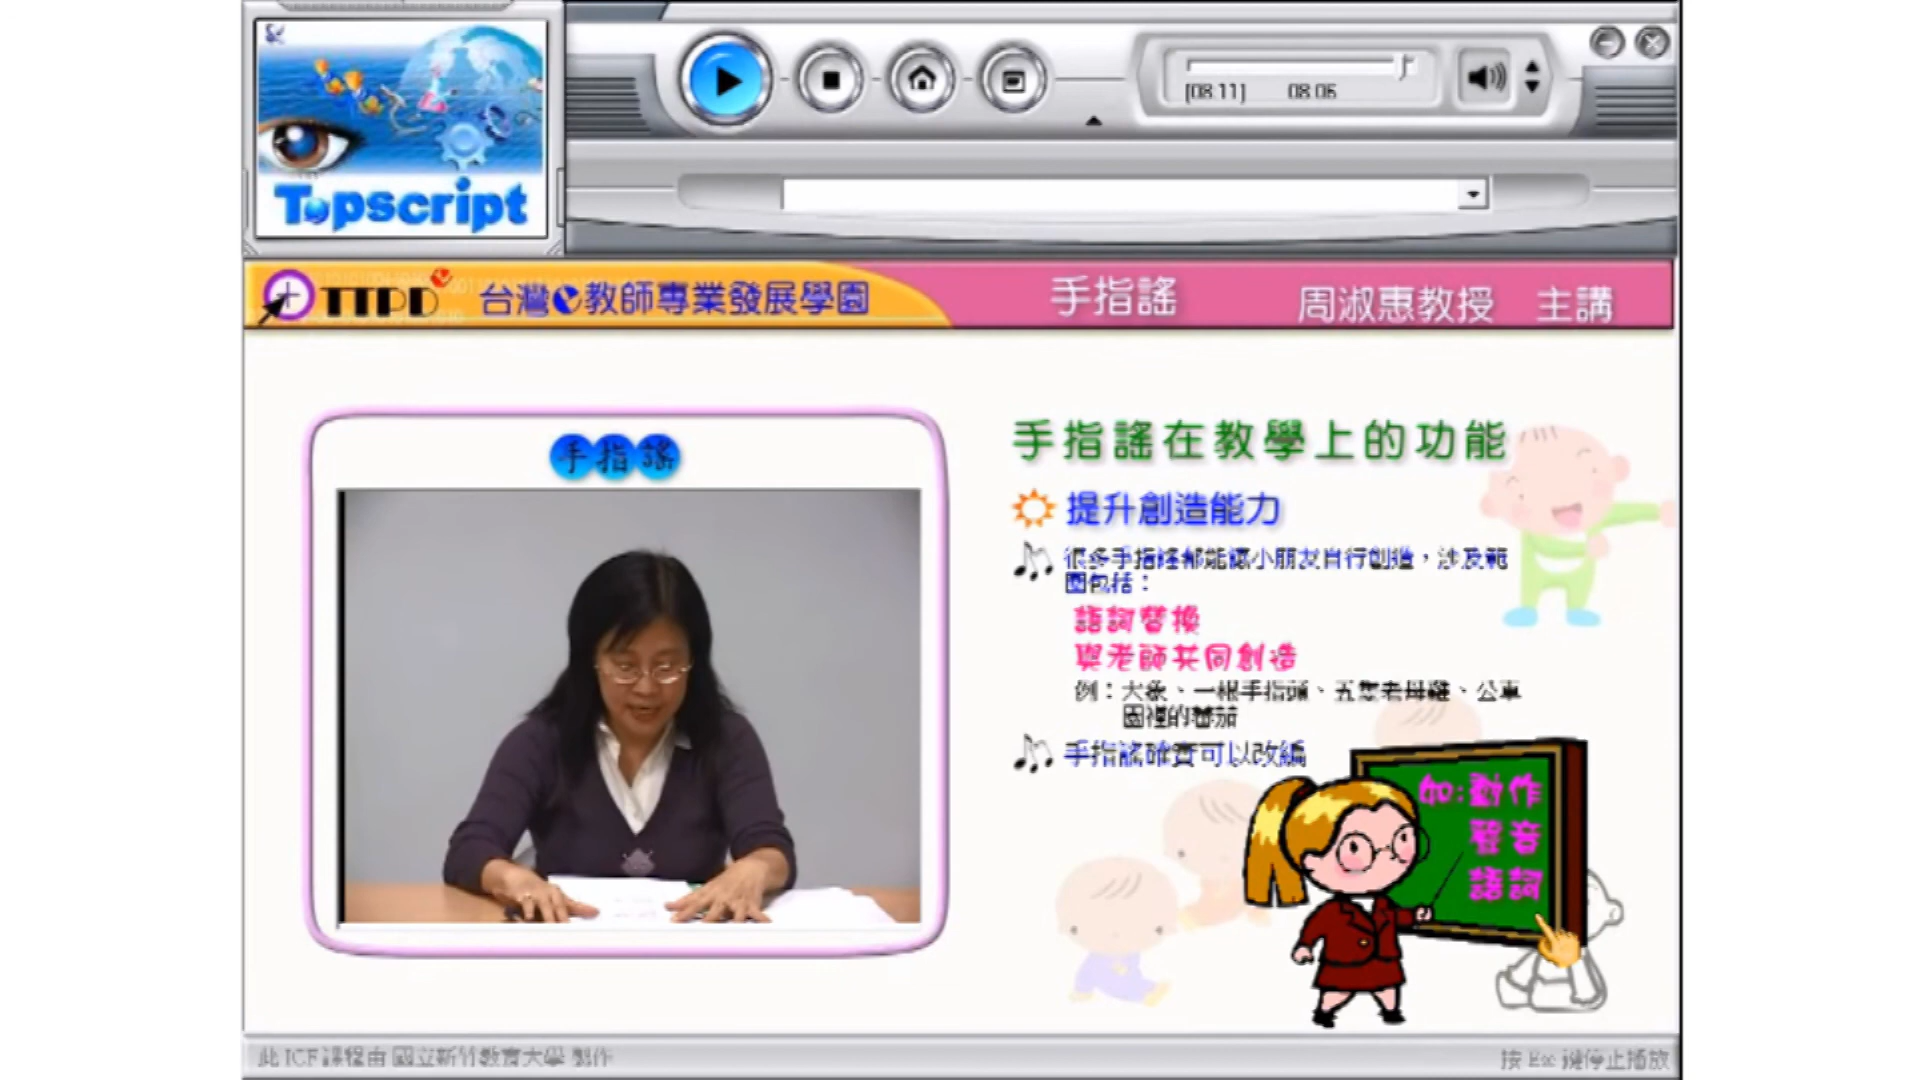 Topscript
[08:11] 08:06
TTPD 台灣e教師專業發展學園 手指謠 周淑惠教授 主講
手指謠
手指謠在教學上的功能
提升創造能力
很多手指謠都能讓小朋友自行創造，涉及範
圍包括：
語詞替換
與老師共同創造
例：大象、一根手指頭、五隻老母雞、公車
園裡的蕃茄
手指謠確實可以改編
如:動作
聲音
語詞
此 ICF 課程由 國立新竹教育大學 製作
按 Esc 鍵停止播放